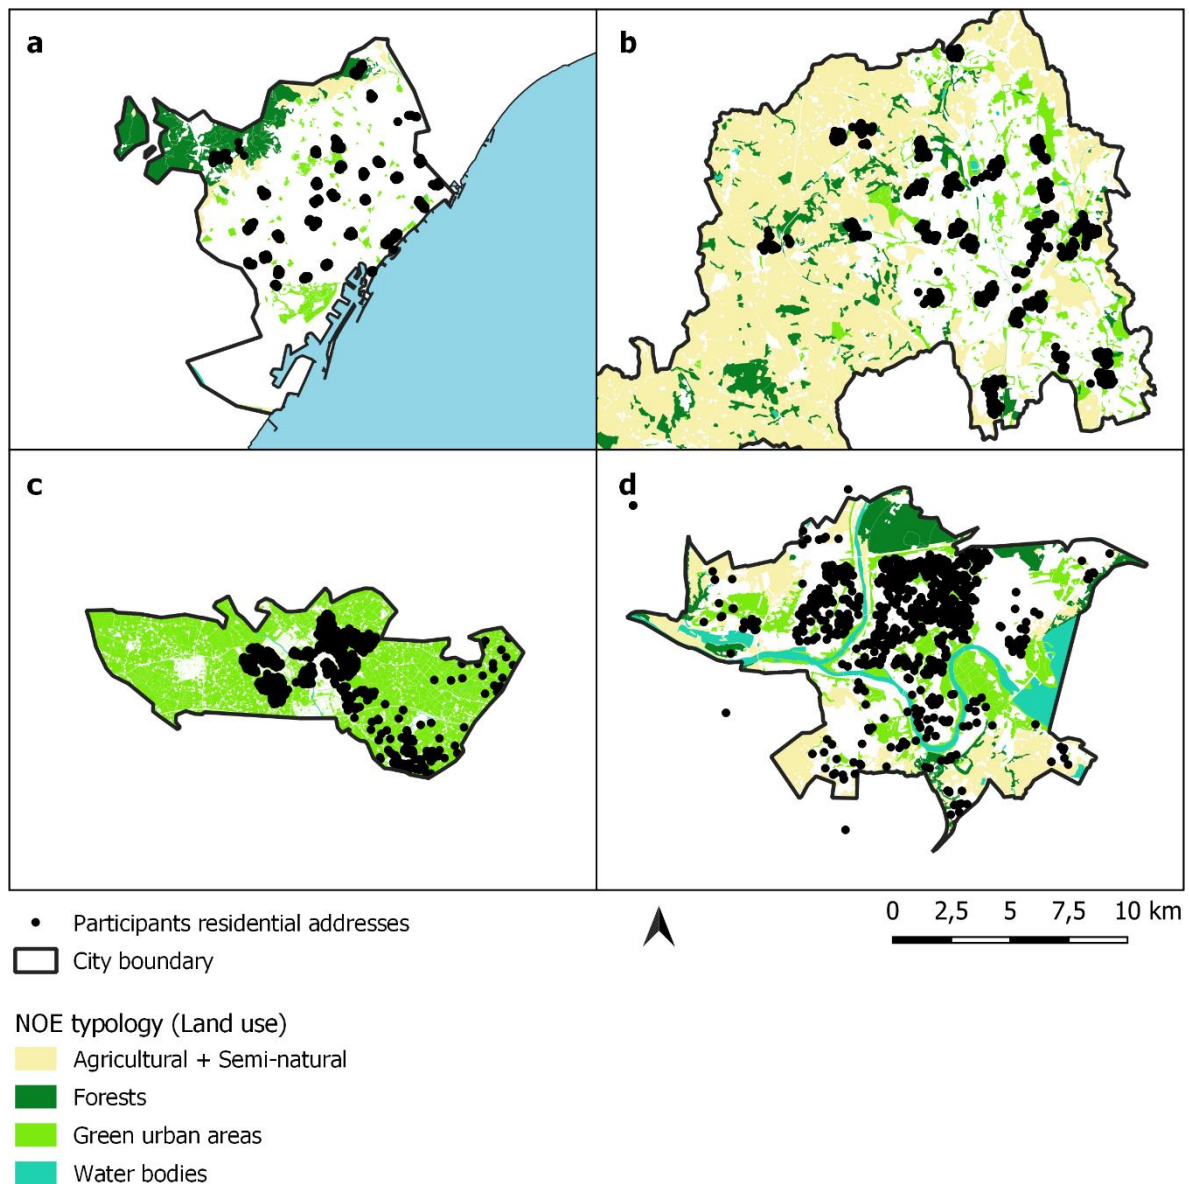 a
b
c
d
Participants residential addresses
City boundary
0 2,5 5 7,5 10 km
NOE typology (Land use)
Agricultural + Semi-natural
Forests
Green urban areas
Water bodies